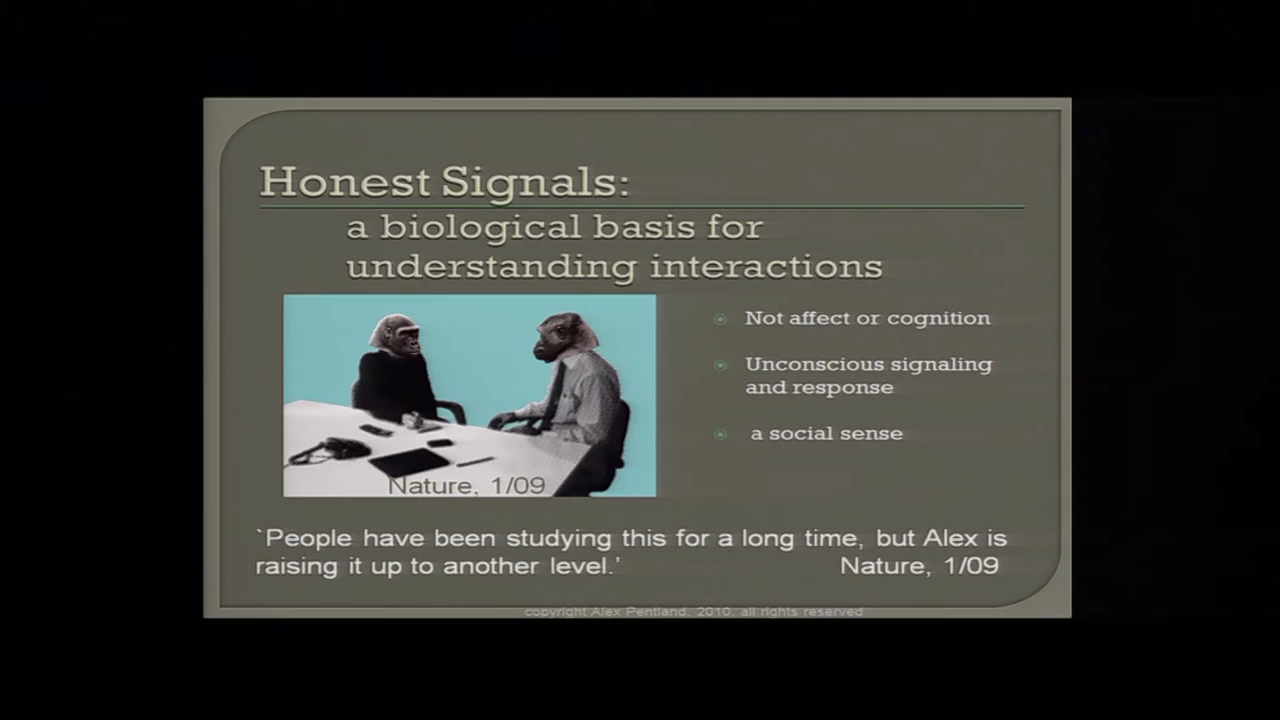 Honest Signals:
a biological basis for
understanding interactions
Not affect or cognition
Unconscious signaling
and response
a social sense
Nature, 1/09
`People have been studying this for a long time, but Alex is
raising it up to another level.’ Nature, 1/09
copyright Alex Pentland, 2010, all rights reserved